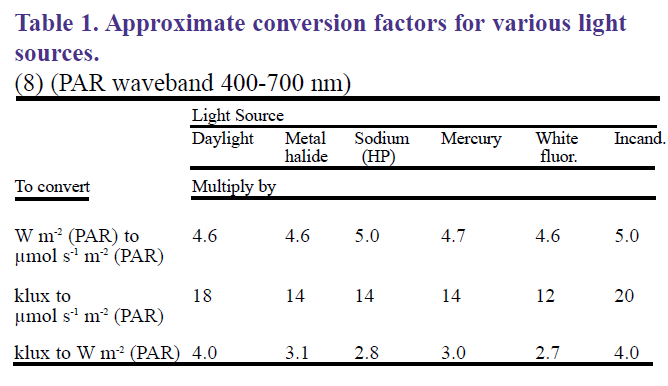 Table 1. Approximate conversion factors for various light
sources.
(8) (PAR waveband 400-700 nm)
Light Source
Daylight Metal Sodium Mercury White Incand.
halide (HP) fluor.
To convert Multiply by
W m⁻² (PAR) to 4.6 4.6 5.0 4.7 4.6 5.0
µmol s⁻¹ m⁻² (PAR)
klux to 18 14 14 14 12 20
µmol s⁻¹ m⁻² (PAR)
klux to W m⁻² (PAR) 4.0 3.1 2.8 3.0 2.7 4.0